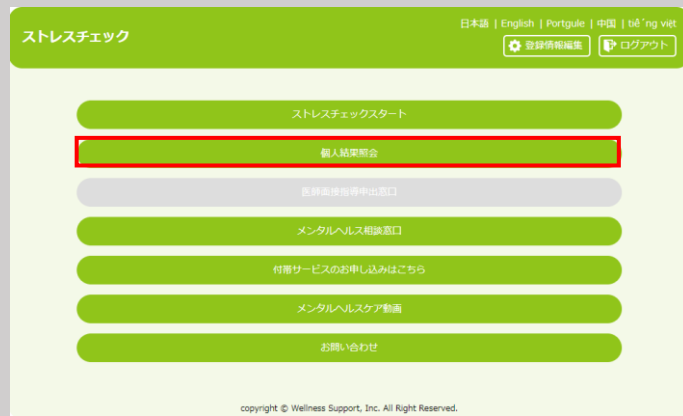 ストレスチェック
日本語 | English | Portgule | 中国 | tiếng việt
登録情報編集 ログアウト
ストレスチェックスタート
個人結果照会
医師面接指導申出窓口
メンタルヘルス相談窓口
付帯サービスのお申し込みはこちら
メンタルヘルスケア動画
お問い合わせ
copyright © Wellness Support, Inc. All Right Reserved.